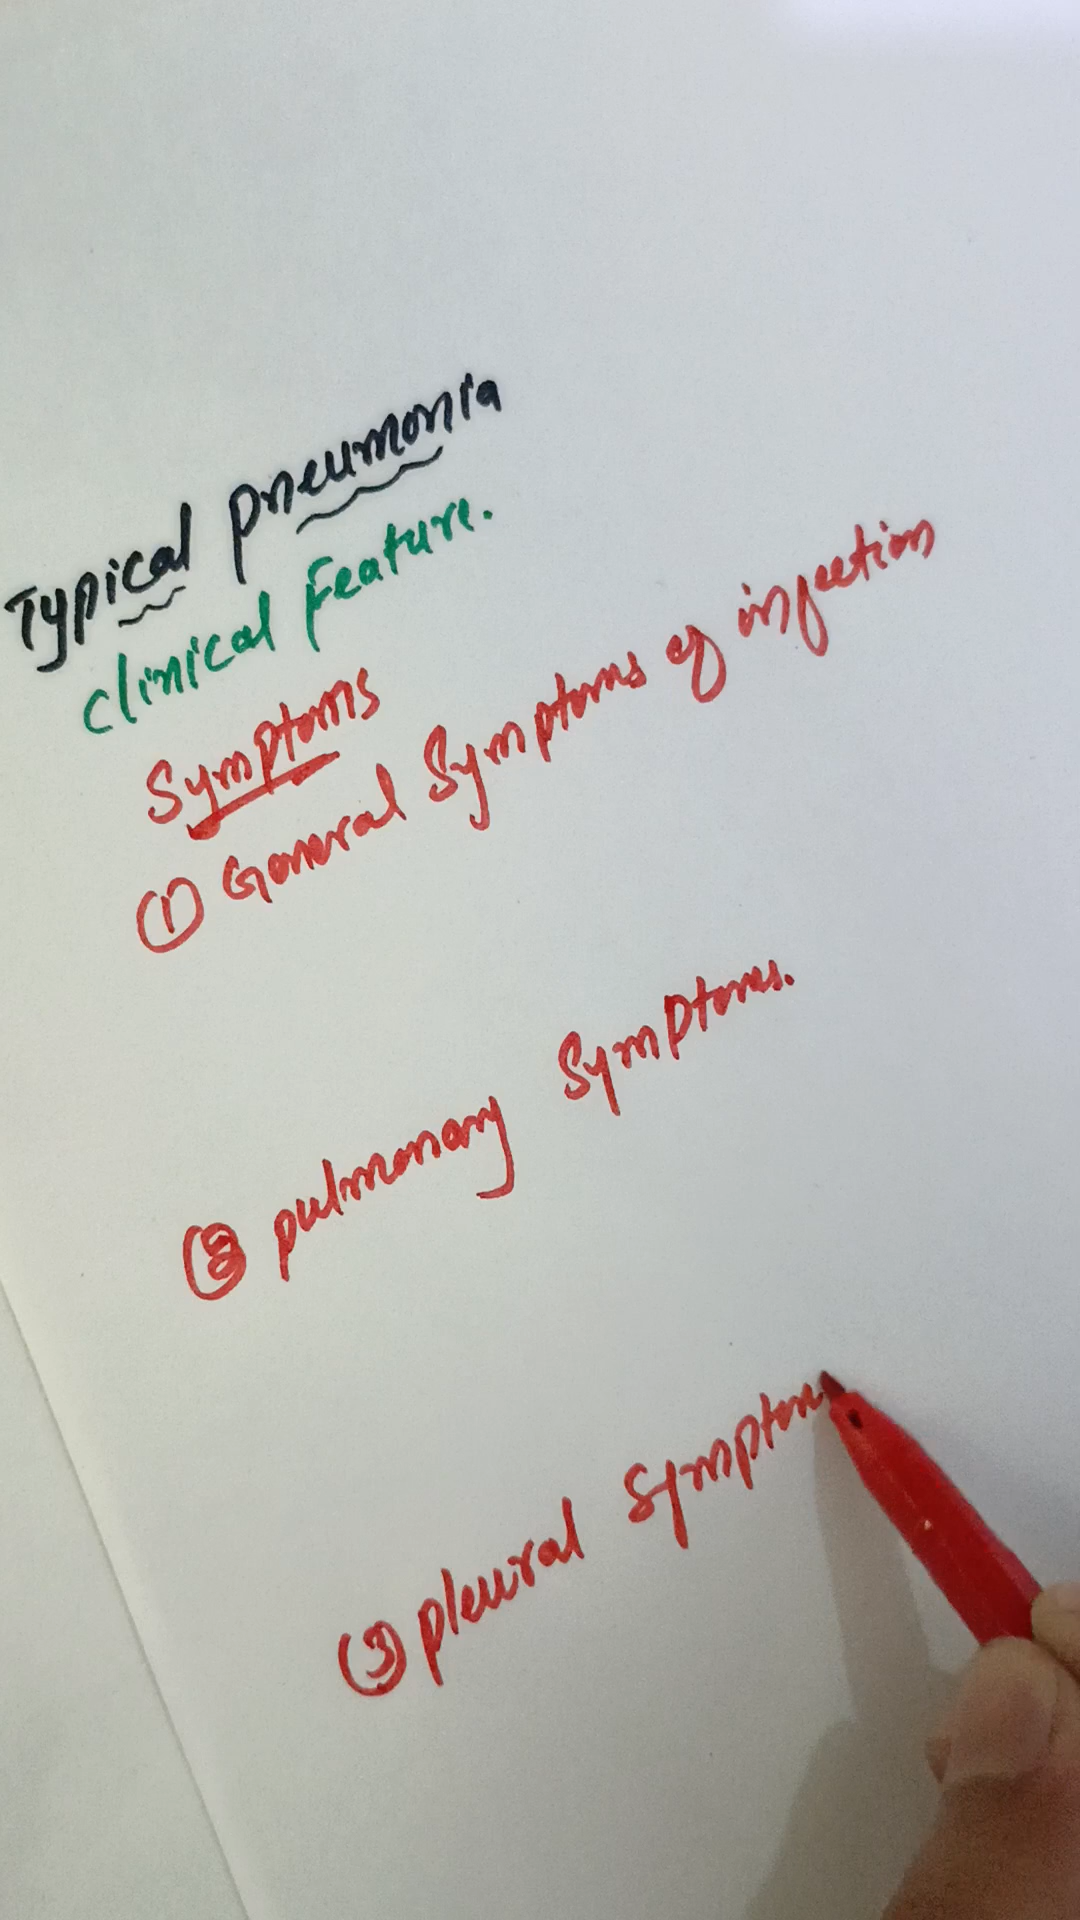 Typical pneumonia
Clinical Feature.
Symptoms
① General Symptoms of infection
② pulmonary Symptoms.
③ pleural Symptom